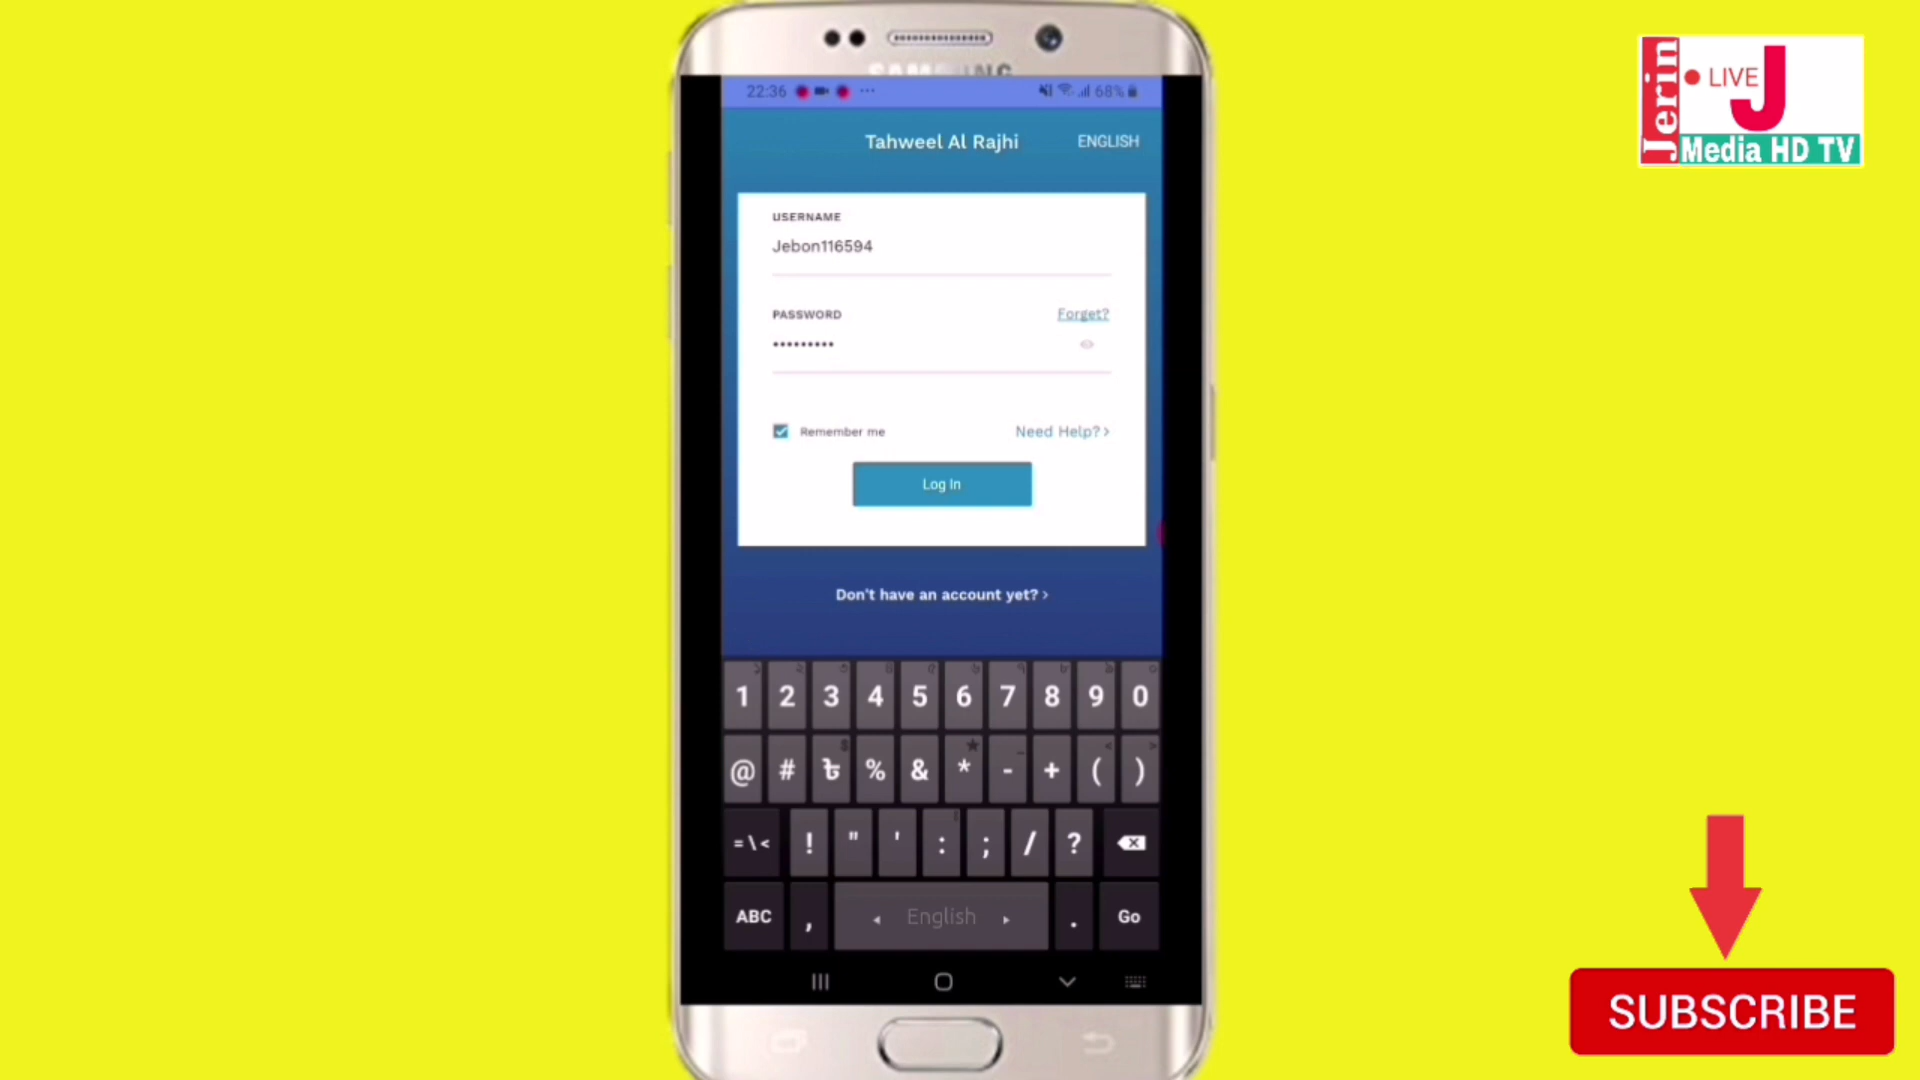 SAMSUNG
22:36
68%
Tahweel Al Rajhi
ENGLISH
USERNAME
Jebon116594
PASSWORD
Forget?
•••••••••
Remember me
Need Help? >
Log In
Don't have an account yet? >
1 2 3 4 5 6 7 8 9 0
@ # ৳ % & * - + ( )
= \ < ! " ' : ; / ?
ABC , English . Go
Jerin
LIVE
J
Media HD TV
SUBSCRIBE